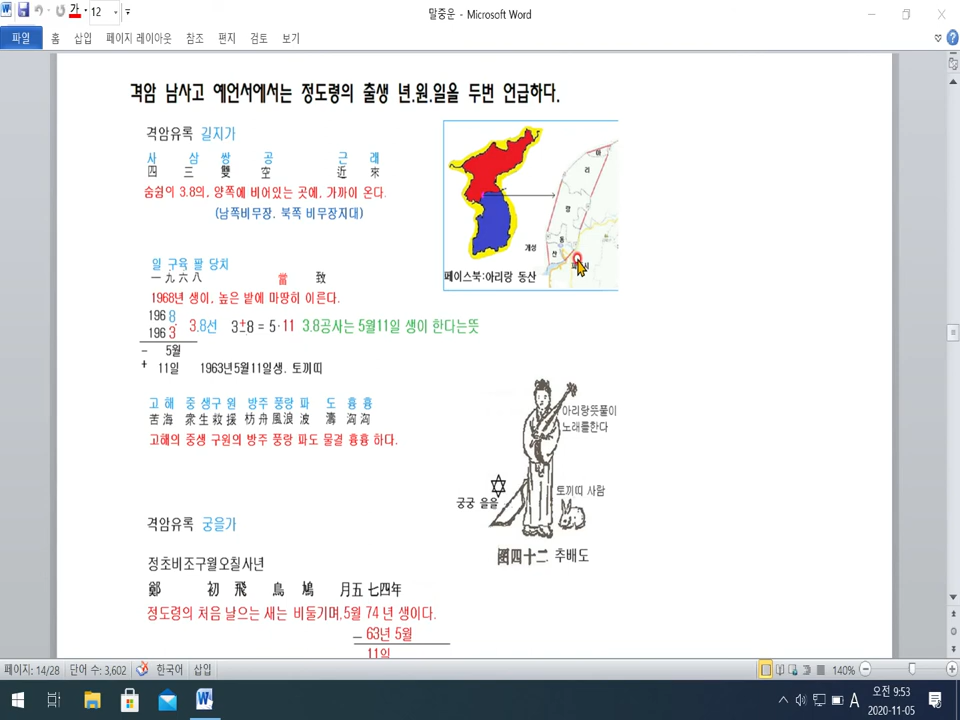 말중운 - Microsoft Word
가 12
파일 홈 삽입 페이지 레이아웃 참조 편지 검토 보기
격암 남사고 예언서에서는 정도령의 출생 년.원.일을 두번 언급하다.
격암유록 길지가
사 삼 쌍 공 근 래
四 三 雙 空 近 來
숨쉼의 3.8의, 양쪽에 비어있는 곳에, 가까이 온다.
(남쪽비무장, 북쪽 비무장지대)
개성
페이스북:아리랑 동산
일 구육 팔 당치
一 九 六 八 當 致
1968년 생이, 높은 밭에 마땅히 이른다.
196 8
196 3
3.8선 3±8 = 5·11 3.8공사는 5월11일 생이 한다는뜻
– 5월
+ 11일 1963년5월11일생. 토끼띠
고 해 중 생구 원 방주 풍랑 파 도 흉 흉
苦 海 衆 生 救 援 枋 舟 風 浪 波 濤 洶 洶
고해의 중생 구원의 방주 풍랑 파도 물결 흉흉 하다.
아리랑뜻풀이
노래를한다
궁궁 을을
토끼띠 사람
圖四十二 추배도
격암유록 궁을가
정초비조구월오칠사년
鄭 初 飛 鳥 鳩 月 五 七 四 年
정도령의 처음 날으는 새는 비둘기며,5월 74년 생이다.
– 63년 5월
11일
페이지: 14/28 단어 수: 3,602 한국어 삽입 140%
A 오전 9:53
2020-11-05